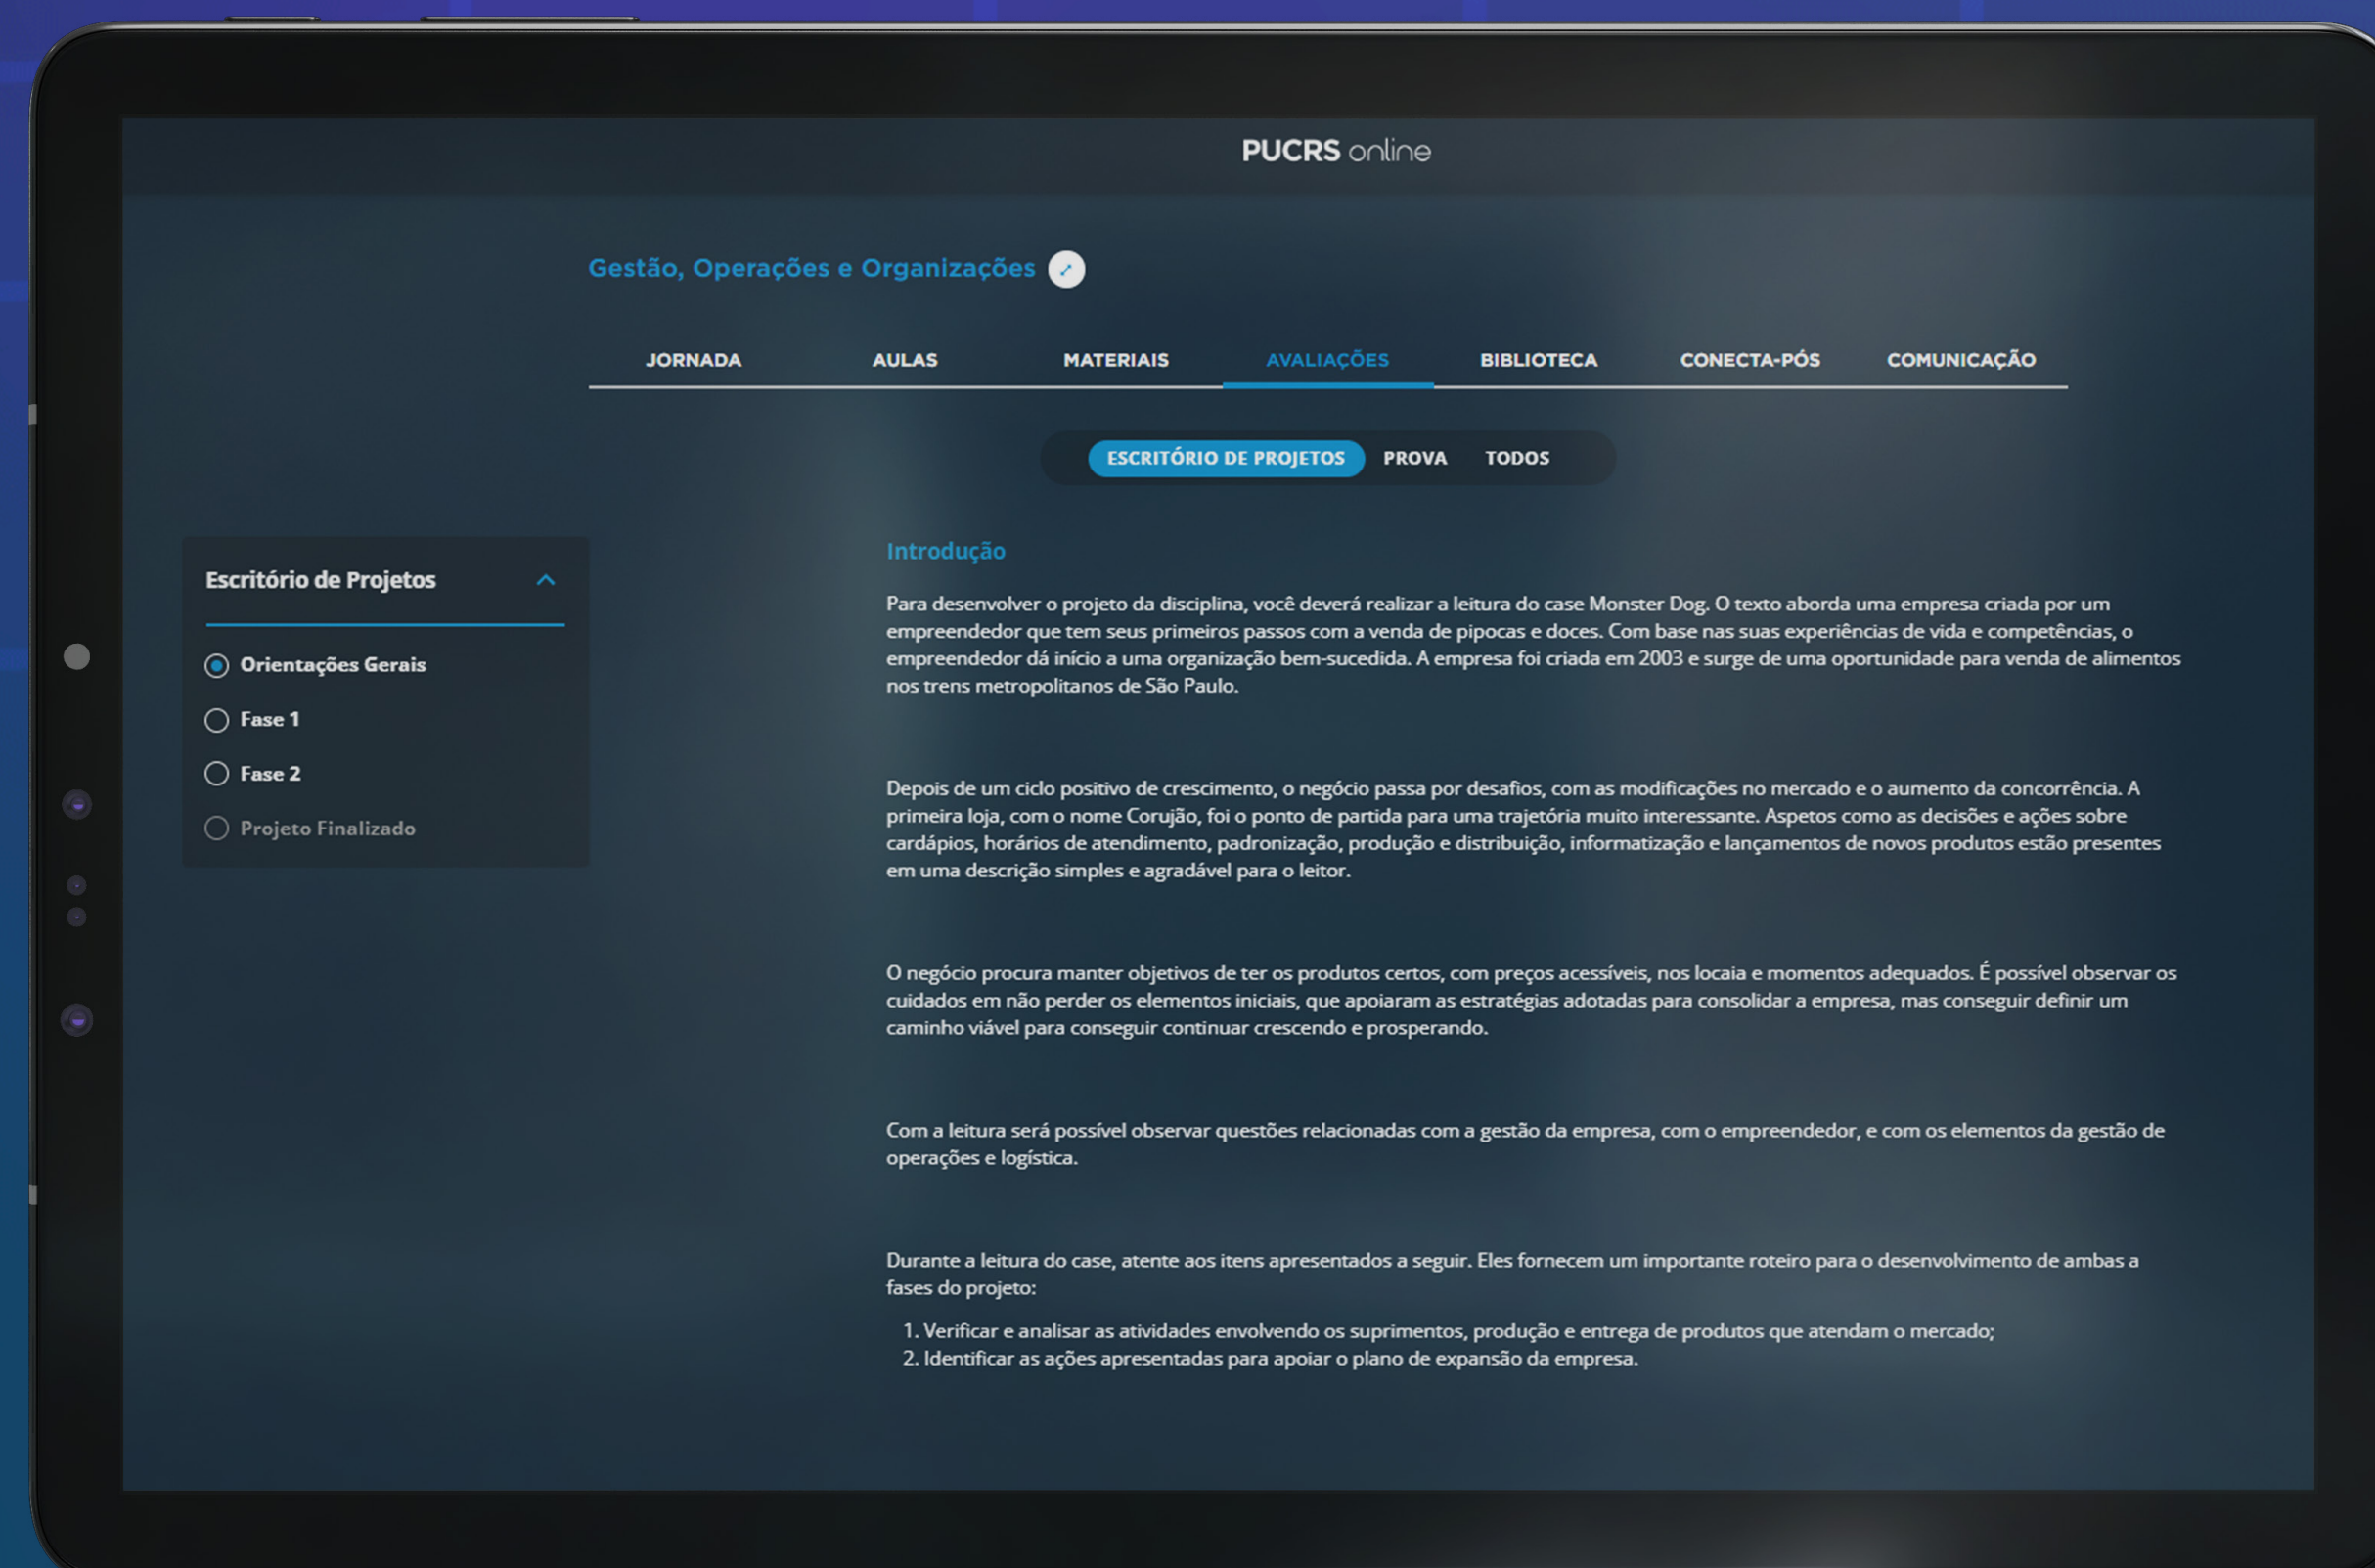 PUCRS online
Gestão, Operações e Organizações
JORNADA AULAS MATERIAIS AVALIAÇÕES BIBLIOTECA CONECTA-PÓS COMUNICAÇÃO
ESCRITÓRIO DE PROJETOS PROVA TODOS
Escritório de Projetos
Orientações Gerais
Fase 1
Fase 2
Projeto Finalizado
Introdução
Para desenvolver o projeto da disciplina, você deverá realizar a leitura do case Monster Dog. O texto aborda uma empresa criada por um
empreendedor que tem seus primeiros passos com a venda de pipocas e doces. Com base nas suas experiências de vida e competências, o
empreendedor dá início a uma organização bem-sucedida. A empresa foi criada em 2003 e surge de uma oportunidade para venda de alimentos
nos trens metropolitanos de São Paulo.
Depois de um ciclo positivo de crescimento, o negócio passa por desafios, com as modificações no mercado e o aumento da concorrência. A
primeira loja, com o nome Corujão, foi o ponto de partida para uma trajetória muito interessante. Aspetos como as decisões e ações sobre
cardápios, horários de atendimento, padronização, produção e distribuição, informatização e lançamentos de novos produtos estão presentes
em uma descrição simples e agradável para o leitor.
O negócio procura manter objetivos de ter os produtos certos, com preços acessíveis, nos locaia e momentos adequados. É possível observar os
cuidados em não perder os elementos iniciais, que apoiaram as estratégias adotadas para consolidar a empresa, mas conseguir definir um
caminho viável para conseguir continuar crescendo e prosperando.
Com a leitura será possível observar questões relacionadas com a gestão da empresa, com o empreendedor, e com os elementos da gestão de
operações e logística.
Durante a leitura do case, atente aos itens apresentados a seguir. Eles fornecem um importante roteiro para o desenvolvimento de ambas a
fases do projeto:
1. Verificar e analisar as atividades envolvendo os suprimentos, produção e entrega de produtos que atendam o mercado;
2. Identificar as ações apresentadas para apoiar o plano de expansão da empresa.